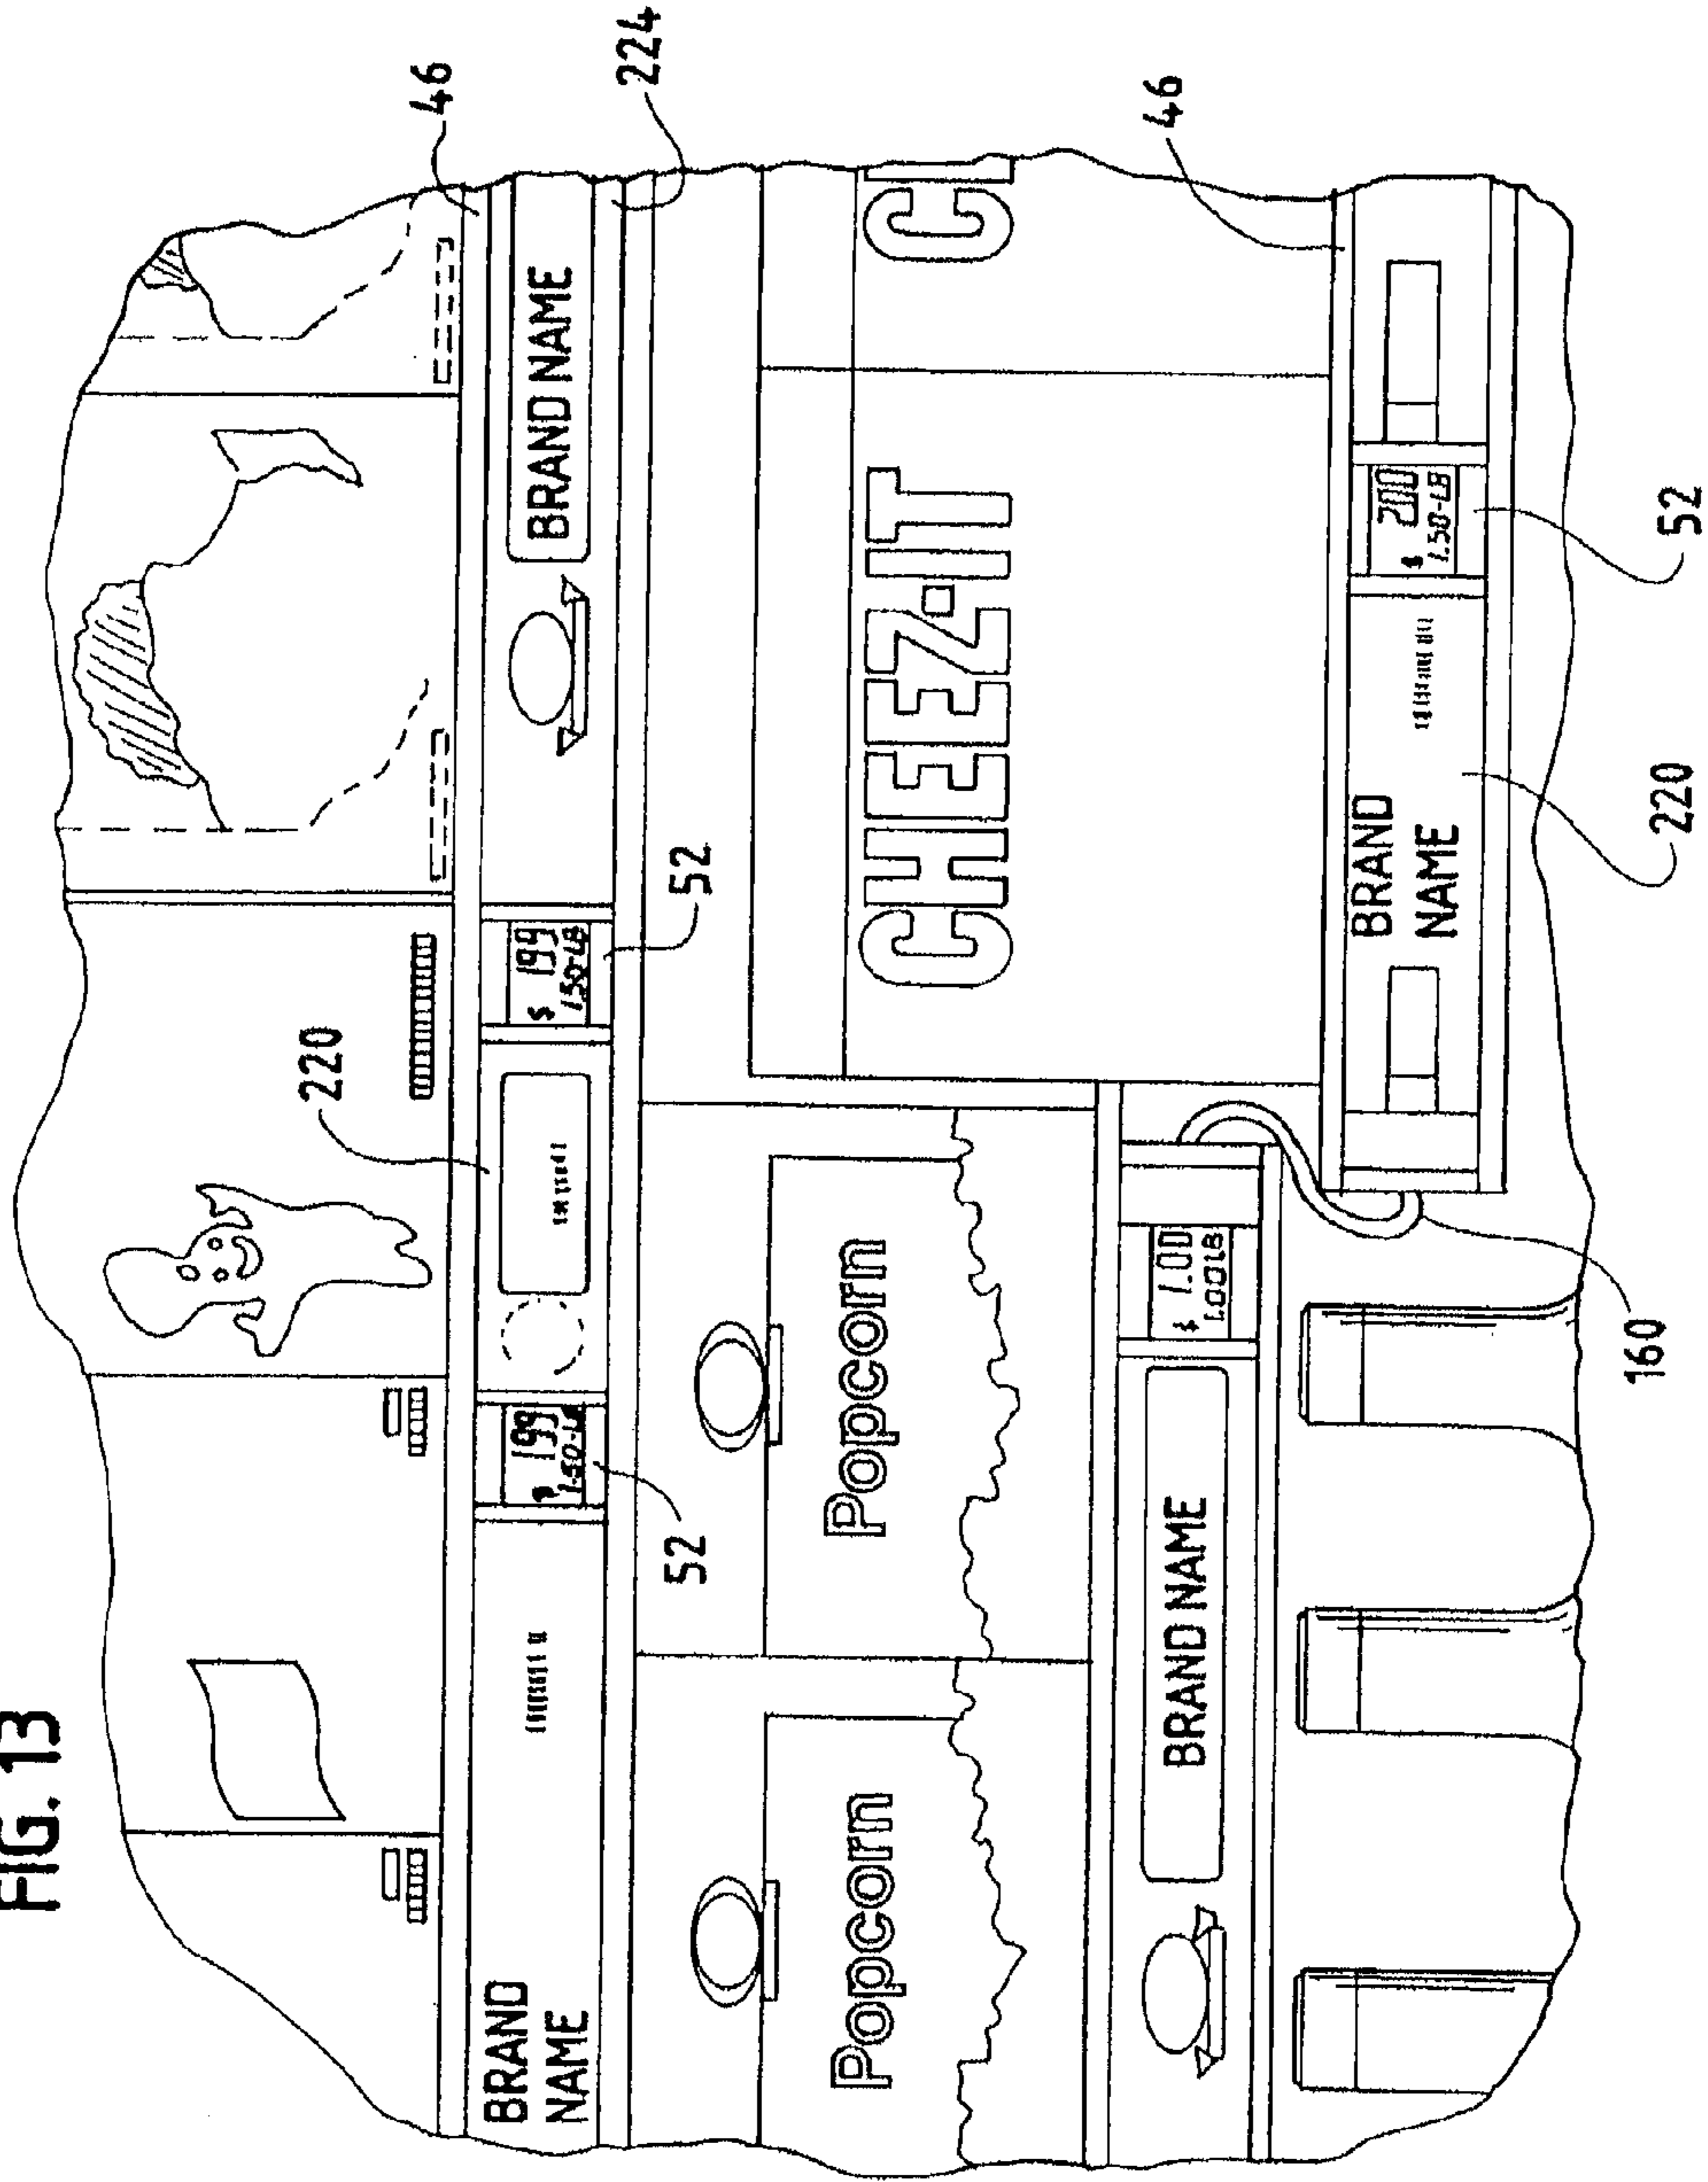 FIG. 13
46
224
220
BRAND
NAME
$ 199
1.50-LB
$ 199
1.50-LB
BRAND NAME
52
52
Popcorn
Popcorn
CHEEZ·IT
C
46
BRAND NAME
$ 1.00
1.00 LB
BRAND
NAME
$ 200
1.50-LB
160
220
52